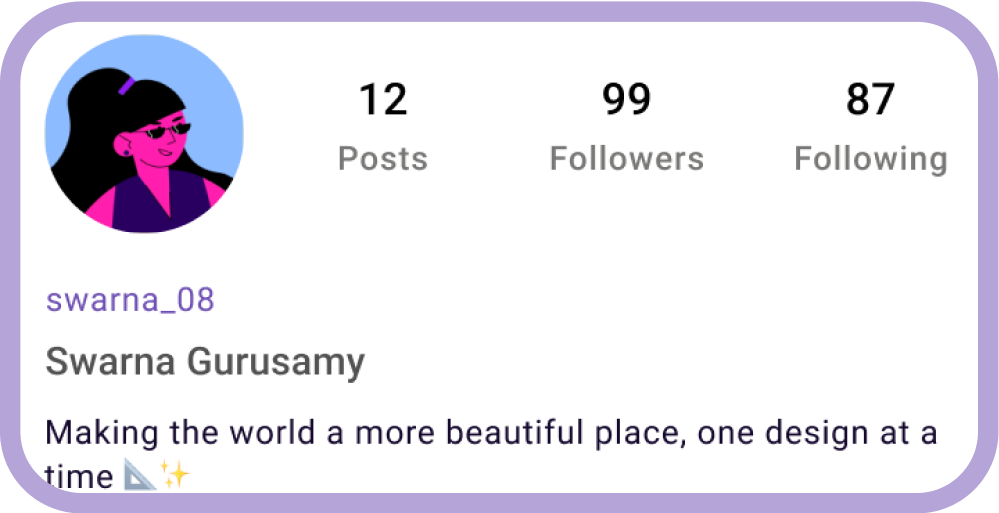 12 99 87
Posts Followers Following
swarna_08
Swarna Gurusamy
Making the world a more beautiful place, one design at a
time 📐✨